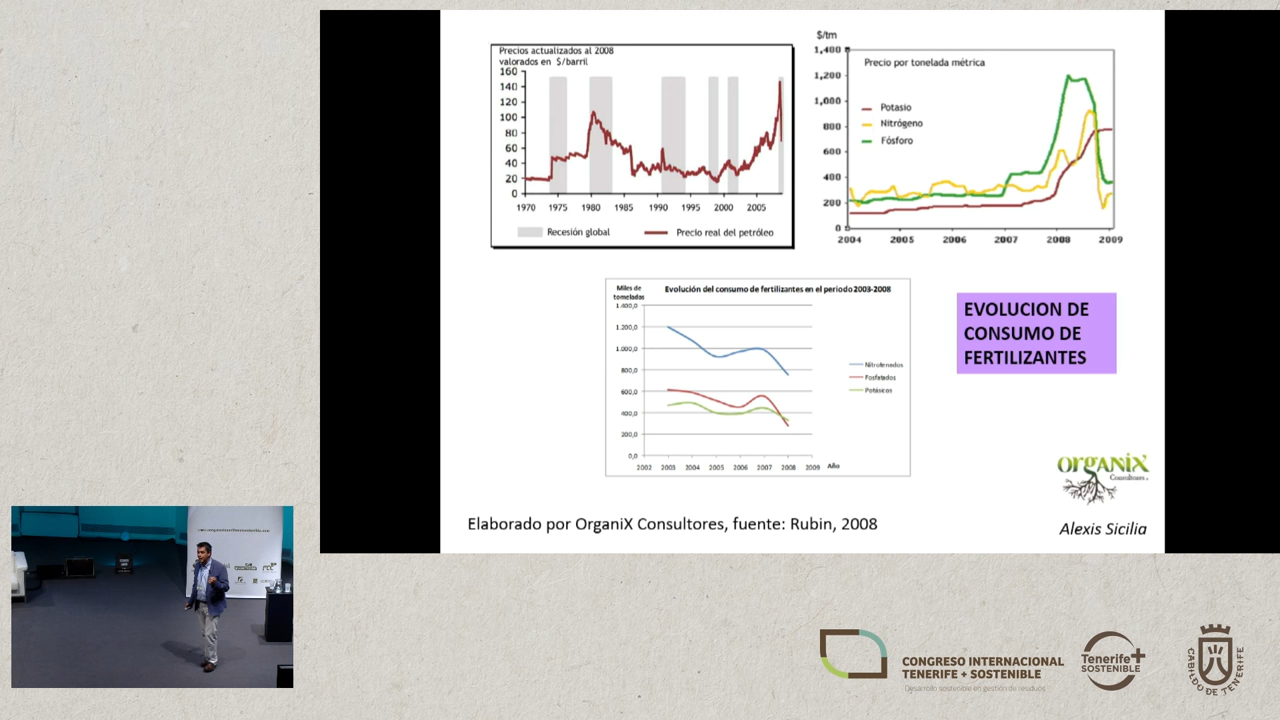 Precios actualizados al 2008
valorados en $/barril
160
140
120
100
80
60
40
20
0
1970 1975 1980 1985 1990 1995 2000 2005
Recesión global
Precio real del petróleo
$/tm
1,400
1,200
1,000
800
600
400
200
0
Precio por tonelada métrica
Potasio
Nitrógeno
Fósforo
2004 2005 2006 2007 2008 2009
Miles de
tomeladas
Evolución del consumo de fertilizantes en el periodo 2003-2008
1.400,0
1.200,0
1.000,0
800,0
600,0
400,0
200,0
0,0
2002 2003 2004 2005 2006 2007 2008 2009 Año
Nitrofenados
Fosfatados
Potásicos
EVOLUCION DE
CONSUMO DE
FERTILIZANTES
ORGANIX
Consultores
Elaborado por OrganiX Consultores, fuente: Rubin, 2008
Alexis Sicilia
CONGRESO INTERNACIONAL
TENERIFE + SOSTENIBLE
Desarrollo sostenible en gestión de residuos
Tenerife+
SOSTENIBLE
CABILDO DE TENERIFE